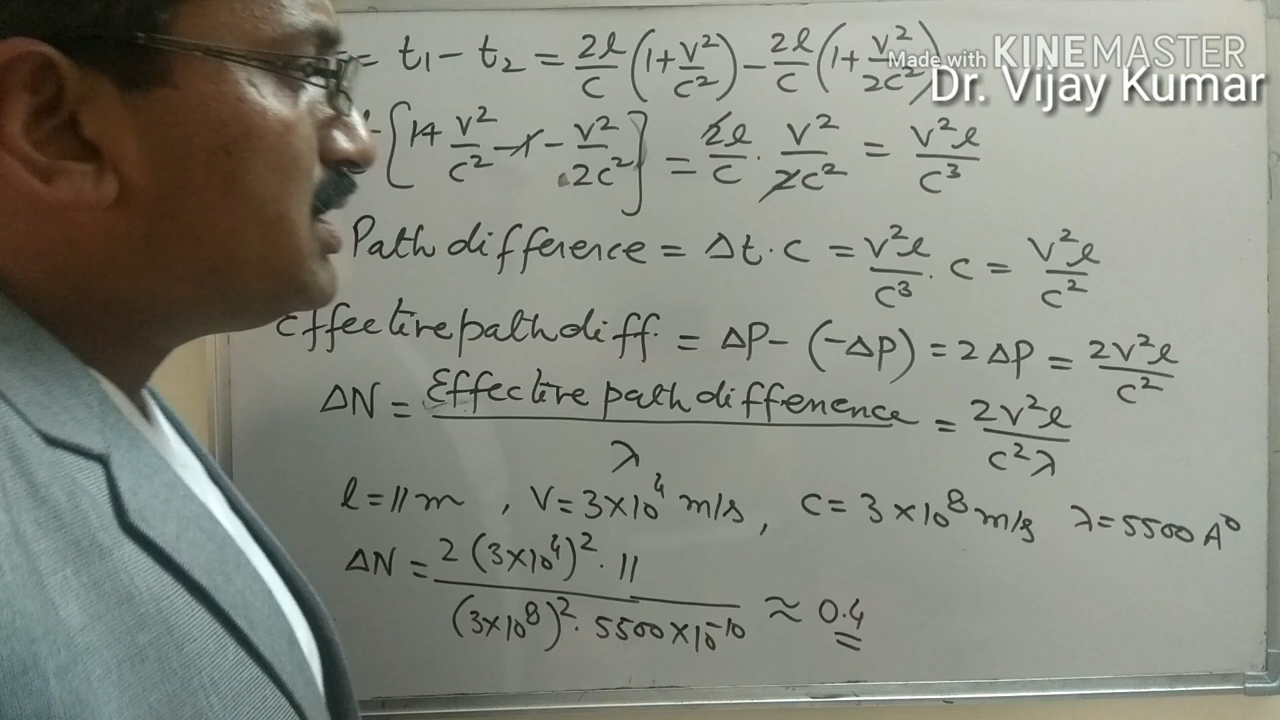 = t₁ - t₂ = 2l/c (1 + v²/c²) - 2l/c (1 + v²/2c²)
Made with KINEMASTER
Dr. Vijay Kumar
[1 + v²/c² - 1 - v²/2c²] = 2l/c · v²/2c² = v²l/c³
Path difference = Δt·c = v²l/c³ · c = v²l/c²
Effective path diff = ΔP - (-ΔP) = 2ΔP = 2v²l/c²
ΔN = Effective path diffenence/λ = 2v²l/c²λ
l = 11 m , v = 3×10⁴ m/s, c = 3×10⁸ m/s λ = 5500 A⁰
ΔN = 2(3×10⁴)² · 11/(3×10⁸)² · 5500×10⁻¹⁰ ≈ 0.4